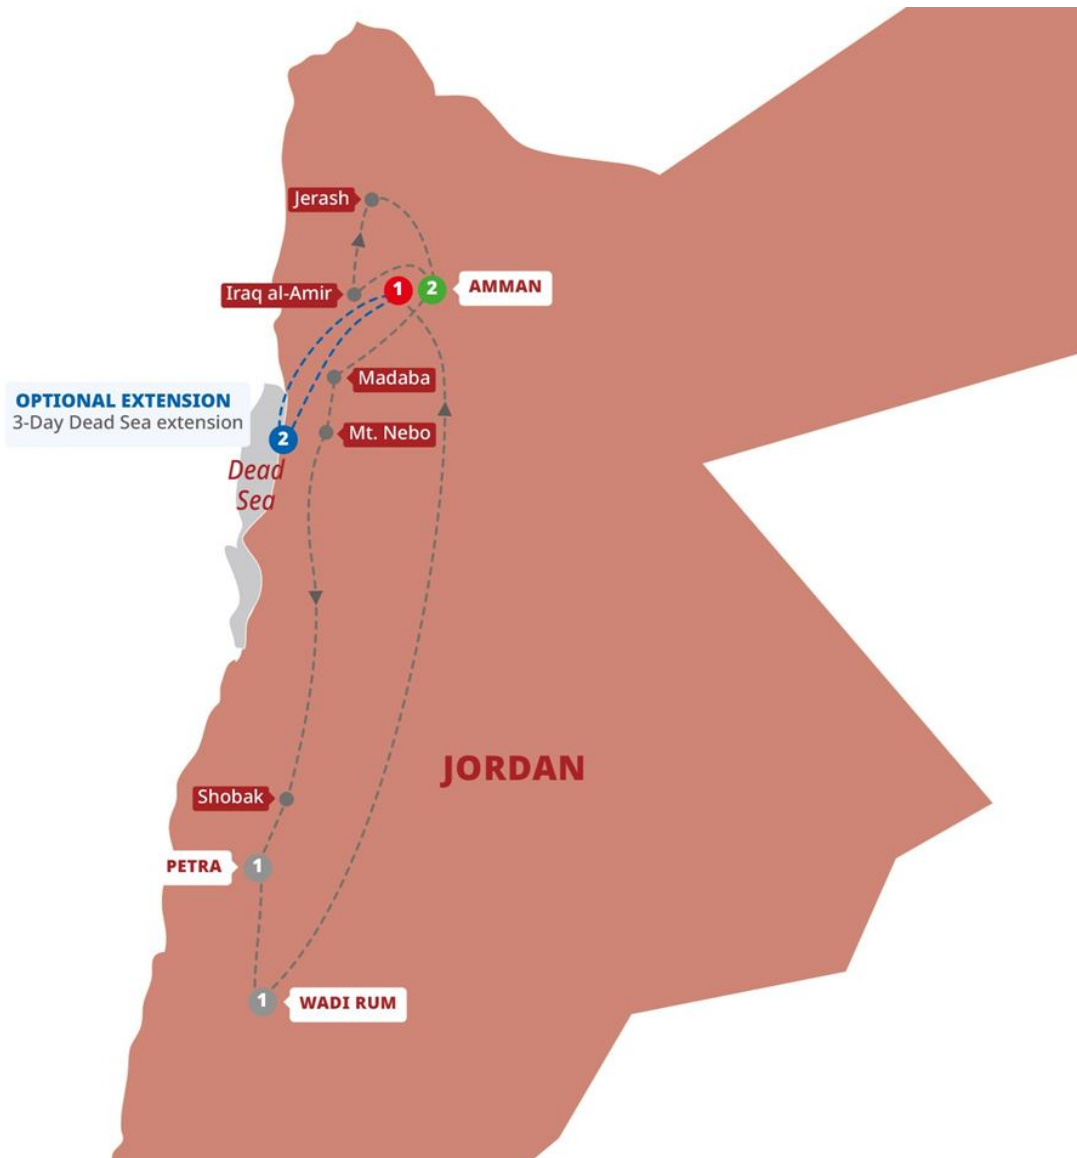 Jerash
Iraq al-Amir
1
2
AMMAN
Madaba
OPTIONAL EXTENSION
3-Day Dead Sea extension
2
Mt. Nebo
Dead
Sea
JORDAN
Shobak
PETRA
1
1
WADI RUM